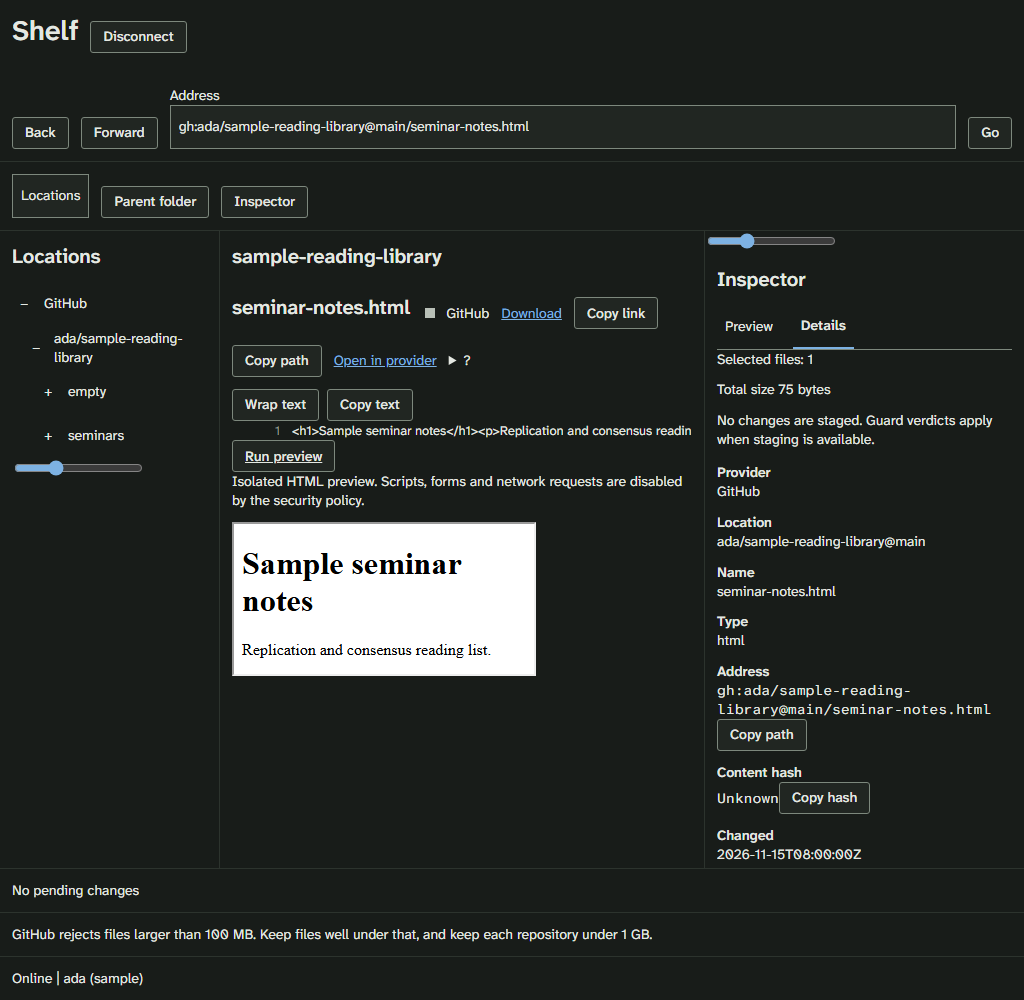 Shelf
Disconnect
Address
Back
Forward
gh:ada/sample-reading-library@main/seminar-notes.html
Go
Locations
Parent folder
Inspector
Locations
– GitHub
– ada/sample-reading-
library
+ empty
+ seminars
sample-reading-library
seminar-notes.html
GitHub
Download
Copy link
Copy path
Open in provider
?
Wrap text
Copy text
1 <h1>Sample seminar notes</h1><p>Replication and consensus readin
Run preview
Isolated HTML preview. Scripts, forms and network requests are disabled
by the security policy.
Sample seminar
notes
Replication and consensus reading list.
Inspector
Preview
Details
Selected files: 1
Total size 75 bytes
No changes are staged. Guard verdicts apply
when staging is available.
Provider
GitHub
Location
ada/sample-reading-library@main
Name
seminar-notes.html
Type
html
Address
gh:ada/sample-reading-
library@main/seminar-notes.html
Copy path
Content hash
Unknown
Copy hash
Changed
2026-11-15T08:00:00Z
No pending changes
GitHub rejects files larger than 100 MB. Keep files well under that, and keep each repository under 1 GB.
Online | ada (sample)